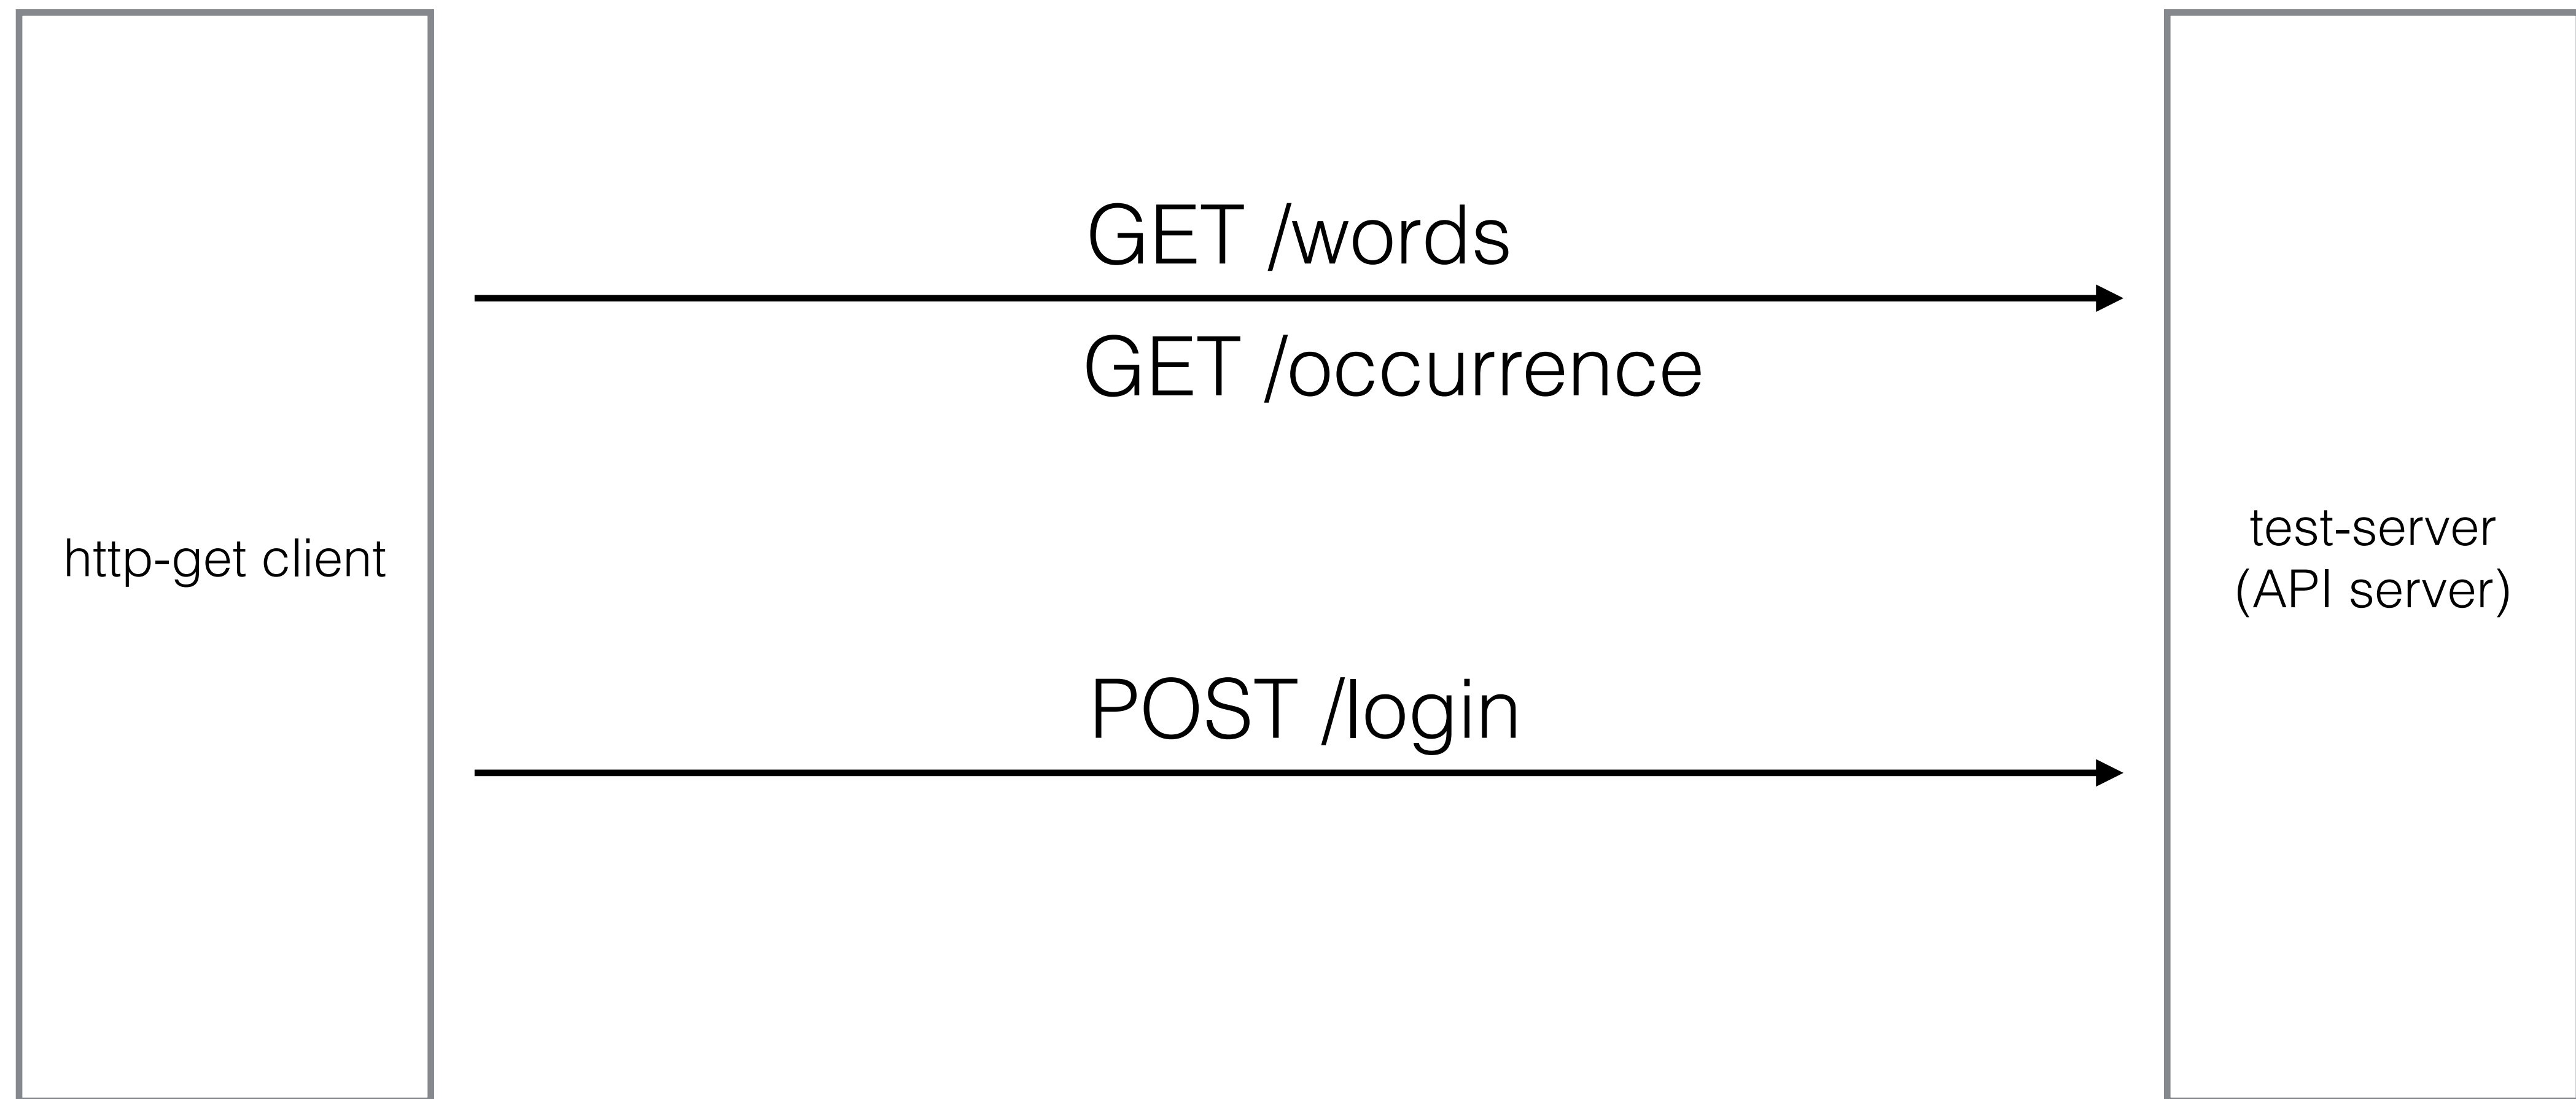 GET /words
GET /occurrence
http-get client
test-server
(API server)
POST /login